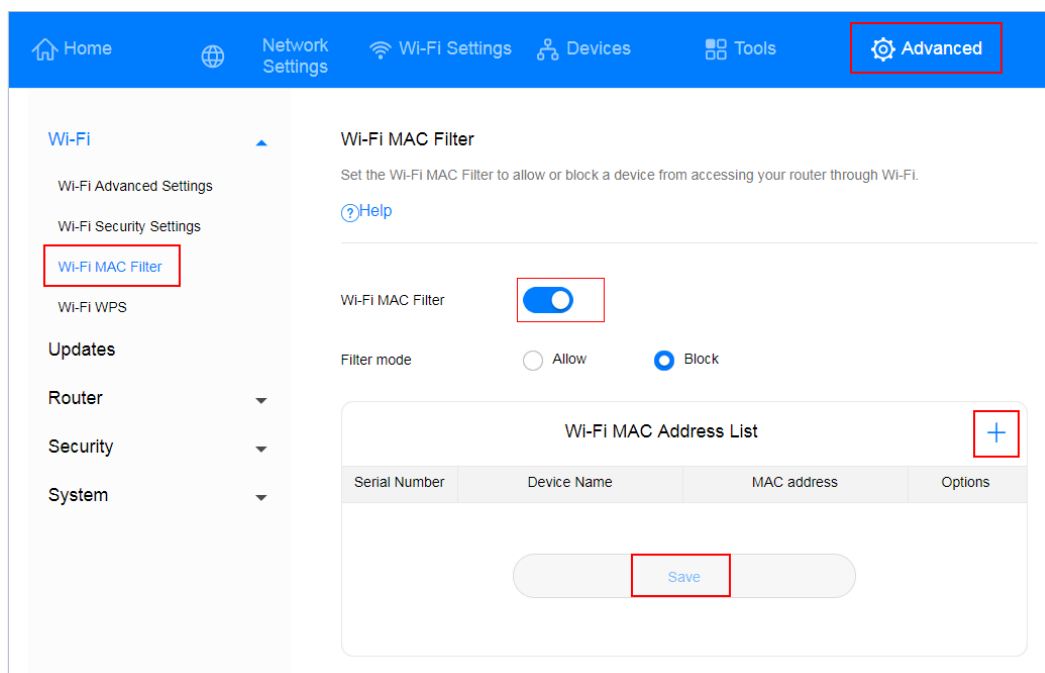 Home
Network
Settings
Wi-Fi Settings
Devices
Tools
Advanced
Wi-Fi
Wi-Fi Advanced Settings
Wi-Fi Security Settings
Wi-Fi MAC Filter
Wi-Fi WPS
Updates
Router
Security
System
Wi-Fi MAC Filter
Set the Wi-Fi MAC Filter to allow or block a device from accessing your router through Wi-Fi.
?Help
Wi-Fi MAC Filter
Filter mode Allow Block
Wi-Fi MAC Address List
Serial Number Device Name MAC address Options
Save